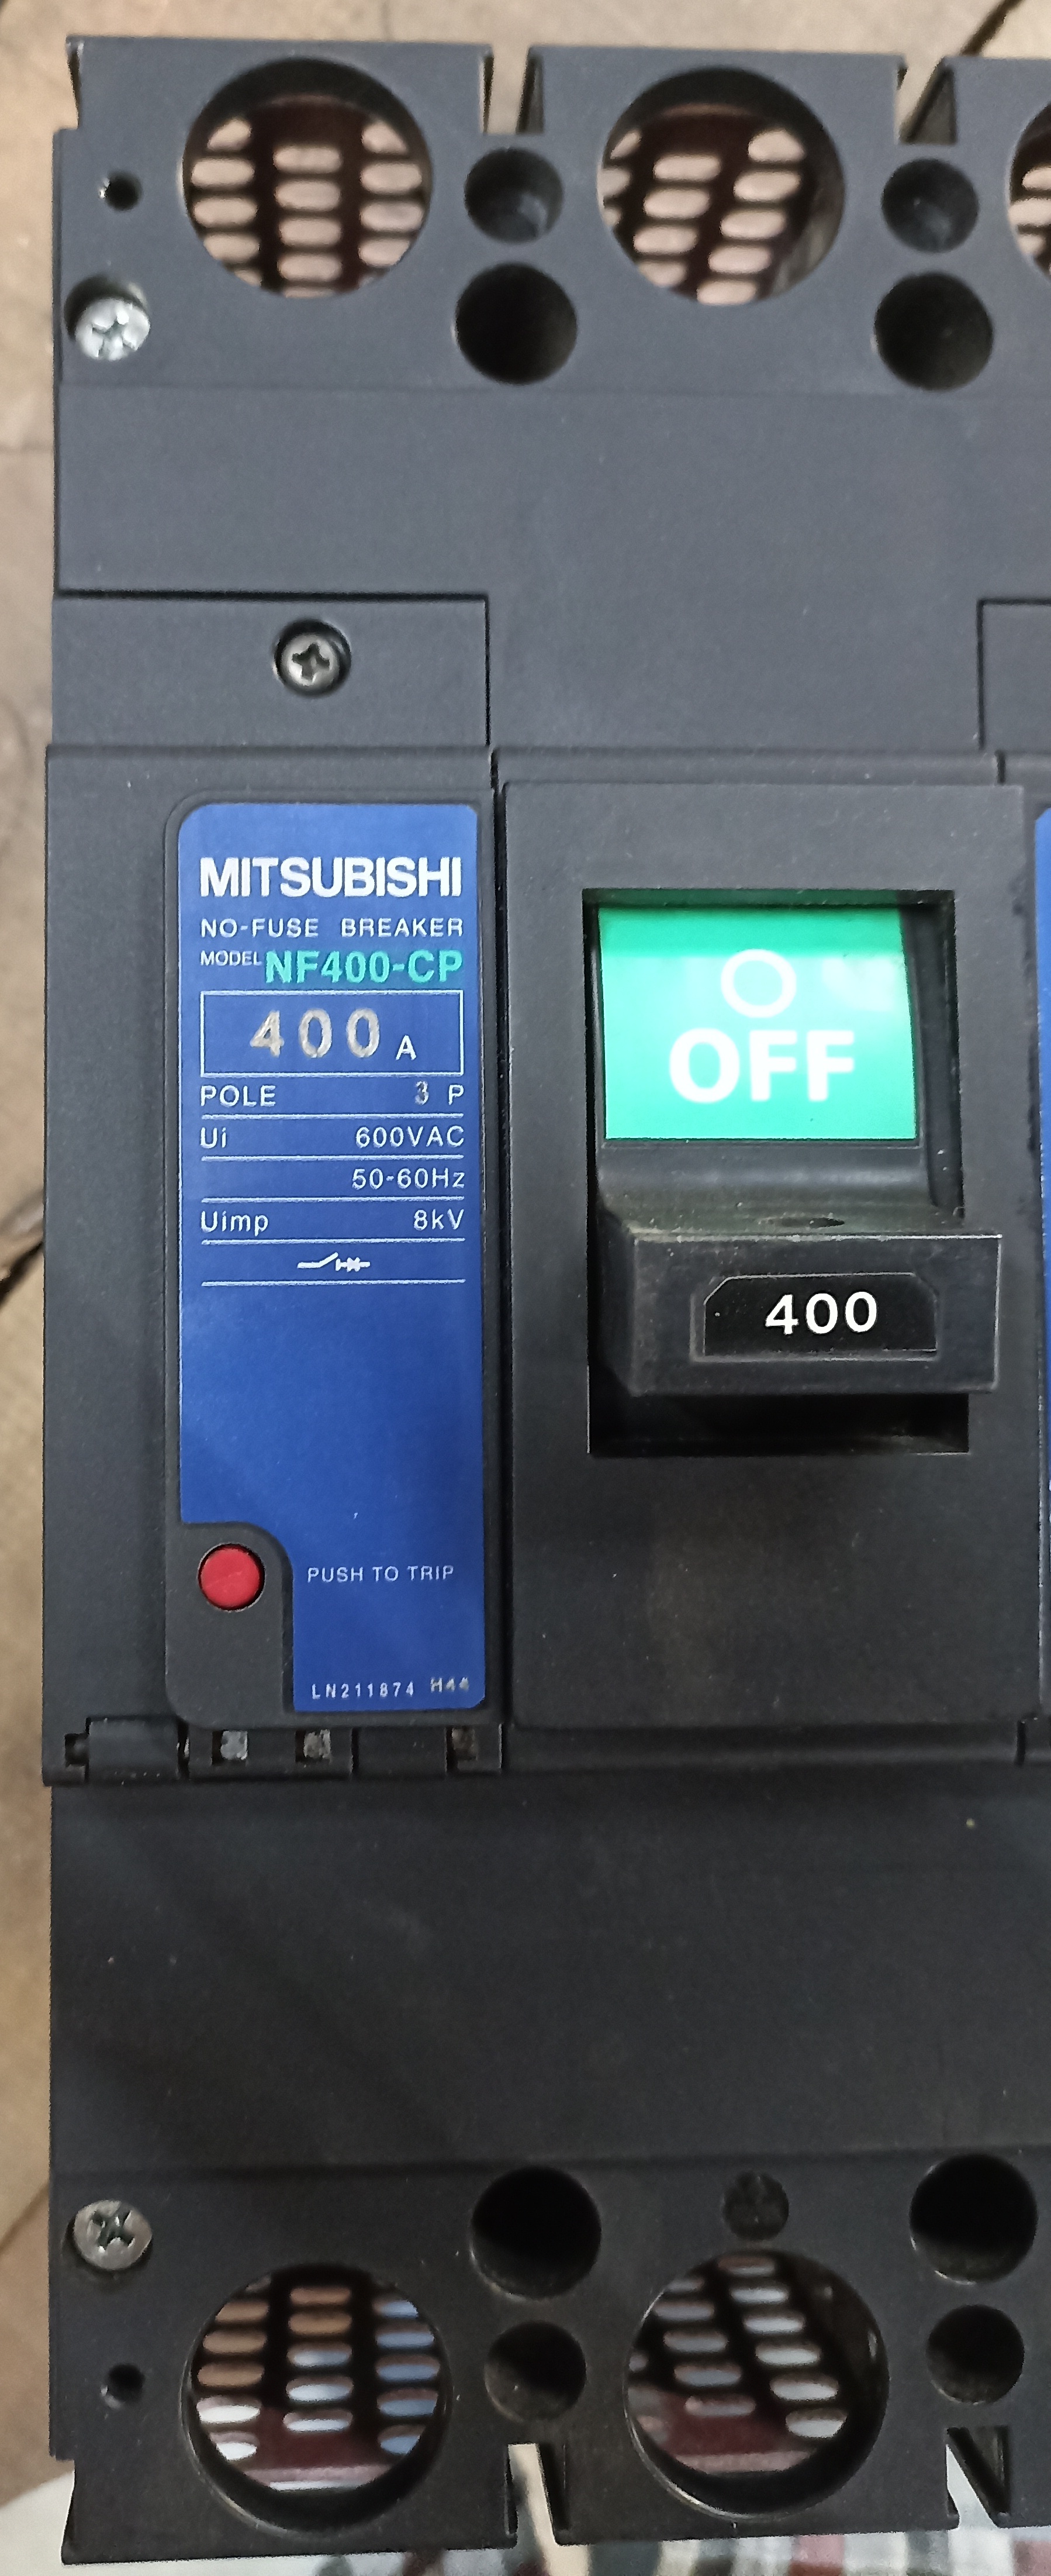 MITSUBISHI
NO-FUSE BREAKER
MODEL NF400-CP
400 A
POLE 3 P
Ui 600VAC
50-60Hz
Uimp 8kV
PUSH TO TRIP
LN211874 H44
OFF
400